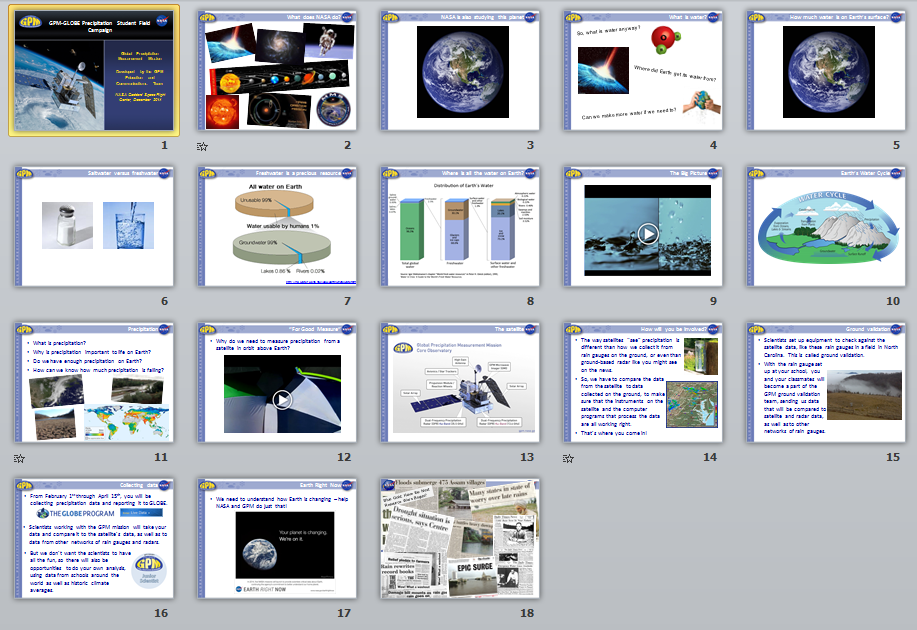 GPM-GLOBE Precipitation Student Field
Campaign
Global Precipitation
Measurement Mission
Developed by the GPM
Education and
Communications Team
NASA Goddard Space Flight
Center, December 2014
1
What does NASA do?
2
NASA is also studying this planet
3
What is water?
So, what is water anyway?
Where did Earth get its water from?
Can we make more water if we need to?
4
How much water is on Earth's surface?
5
Saltwater versus freshwater
6
Freshwater is a precious resource
All water on Earth
Unusable 99%
Water usable by humans 1%
Groundwater 99%
Lakes 0.86 %
Rivers 0.02%
7
Where is all the water on Earth?
Distribution of Earth's Water
Total global
water
Freshwater
Surface water and
other freshwater
8
The Big Picture
9
Earth's Water Cycle
WATER CYCLE
10
Precipitation
• What is precipitation?
• Why is precipitation important to life on Earth?
• Do we have enough precipitation on Earth?
• How can we know how much precipitation is falling?
11
"For Good Measure"
• Why do we need to measure precipitation from a
satellite in orbit above Earth?
12
The satellite
GPM
Global Precipitation Measurement Mission
Core Observatory
13
How will you be involved?
• The way satellites "see" precipitation is
different than how we collect it from
rain gauges on the ground, or even than
ground-based radar like you might see
on the news.
• So, we have to compare the data
from the satellite to data
collected on the ground, to make
sure that the instruments on the
satellite and the computer
programs that process the data
are all working right.
• That's where you come in!
14
Ground validation
• Scientists set up equipment to check against the
satellite data, like these rain gauges in a field in North
Carolina. This is called ground validation.
• With the rain gauge set
up at your school, you
and your classmates will
become a part of the
GPM ground validation
team, sending us data
that will be compared to
satellite and radar data,
as well as to other
networks of rain gauges.
15
Collecting data
• From February 1st through April 15th, you will be
collecting precipitation data and reporting it to GLOBE.
THE GLOBE PROGRAM
• Scientists working with the GPM mission will take your
data and compare it to the satellite's data, as well as to
data from other networks of rain gauges and radars.
• But we don't want the scientists to have
all the fun, so there will also be
opportunities to do your own analysis,
using data from schools around the
world as well as historic climate
averages.
GPM
Junior
Scientist
16
Earth Right Now
• We need to understand how Earth is changing – help
NASA and GPM do just that!
Your planet is changing.
We're on it.
EARTH RIGHT NOW
17
Floods submerge 475 Assam villages
Many states in state of
worry over late rains
Drought situation is
serious, says Centre
Rain rewrites
record books
EPIC SURGE
18